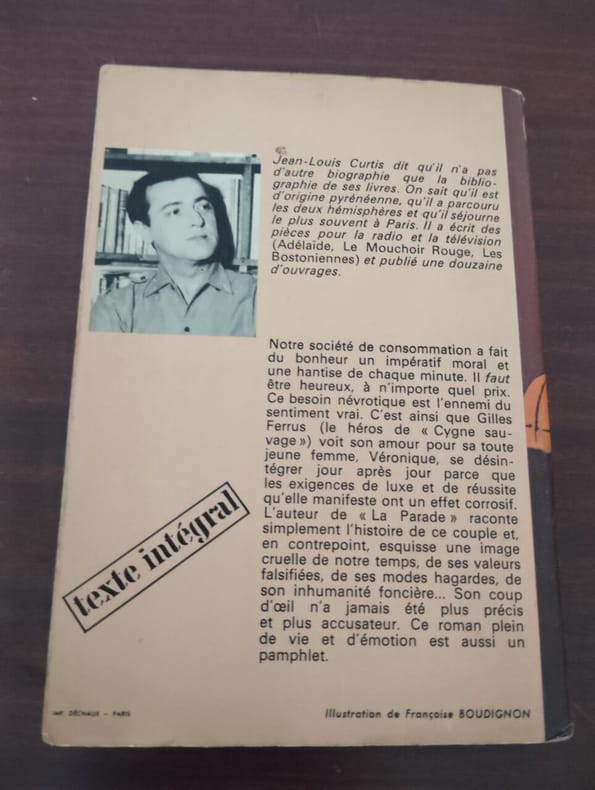 Jean-Louis Curtis dit qu'il n'a pas
d'autre biographie que la biblio-
graphie de ses livres. On sait qu'il est
d'origine pyrénéenne, qu'il a parcouru
les deux hémisphères et qu'il séjourne
le plus souvent à Paris. Il a écrit des
pièces pour la radio et la télévision
(Adélaïde, Le Mouchoir Rouge, Les
Bostoniennes) et publié une douzaine
d'ouvrages.
Notre société de consommation a fait
du bonheur un impératif moral et
une hantise de chaque minute. Il faut
être heureux, à n'importe quel prix.
Ce besoin névrotique est l'ennemi du
sentiment vrai. C'est ainsi que Gilles
Ferrus (le héros de « Cygne sau-
vage ») voit son amour pour sa toute
jeune femme, Véronique, se désin-
tégrer jour après jour parce que
les exigences de luxe et de réussite
qu'elle manifeste ont un effet corrosif.
L'auteur de « La Parade » raconte
simplement l'histoire de ce couple et,
en contrepoint, esquisse une image
cruelle de notre temps, de ses valeurs
falsifiées, de ses modes hagardes, de
son inhumanité foncière... Son coup
d'œil n'a jamais été plus précis
et plus accusateur. Ce roman plein
de vie et d'émotion est aussi un
pamphlet.
texte intégral
IMP. DÉCHAUX – PARIS
Illustration de Françoise BOUDIGNON